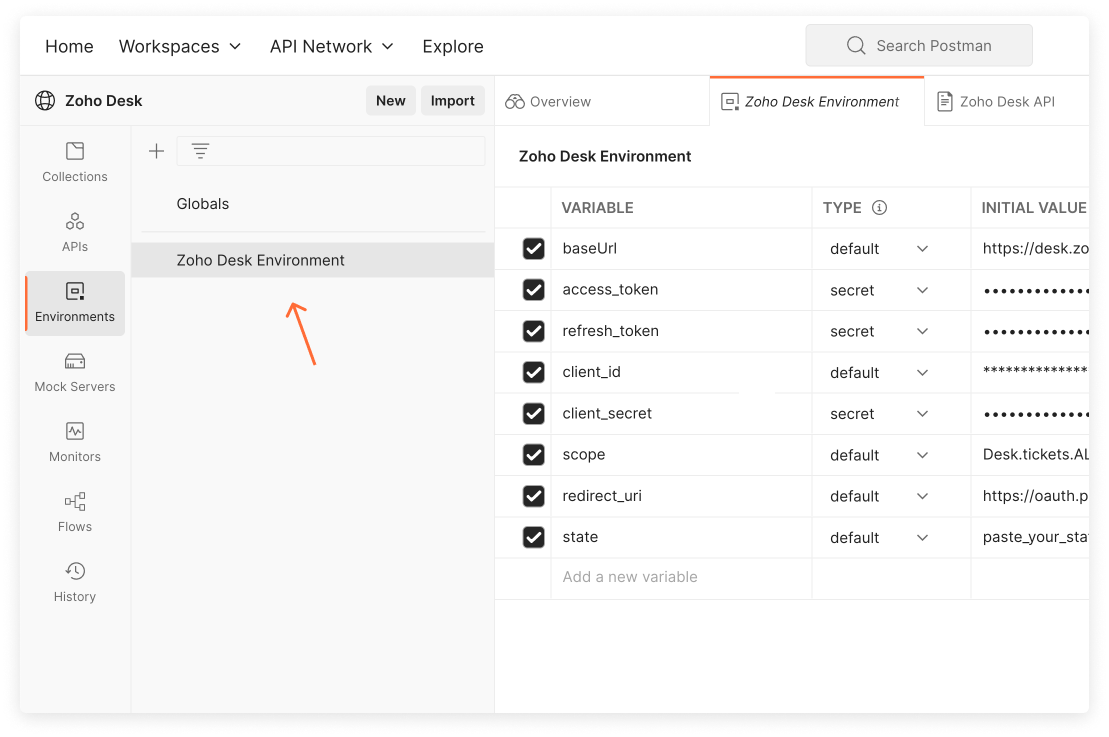 Home Workspaces API Network Explore Search Postman
Zoho Desk New Import
Overview Zoho Desk Environment Zoho Desk API
Collections
APIs
Environments
Mock Servers
Monitors
Flows
History
Globals
Zoho Desk Environment
Zoho Desk Environment
VARIABLE TYPE INITIAL VALUE
baseUrl default https://desk.zo
access_token secret ••••••••••••
refresh_token secret ••••••••••••
client_id default **************
client_secret secret ••••••••••••
scope default Desk.tickets.AL
redirect_uri default https://oauth.p
state default paste_your_sta
Add a new variable